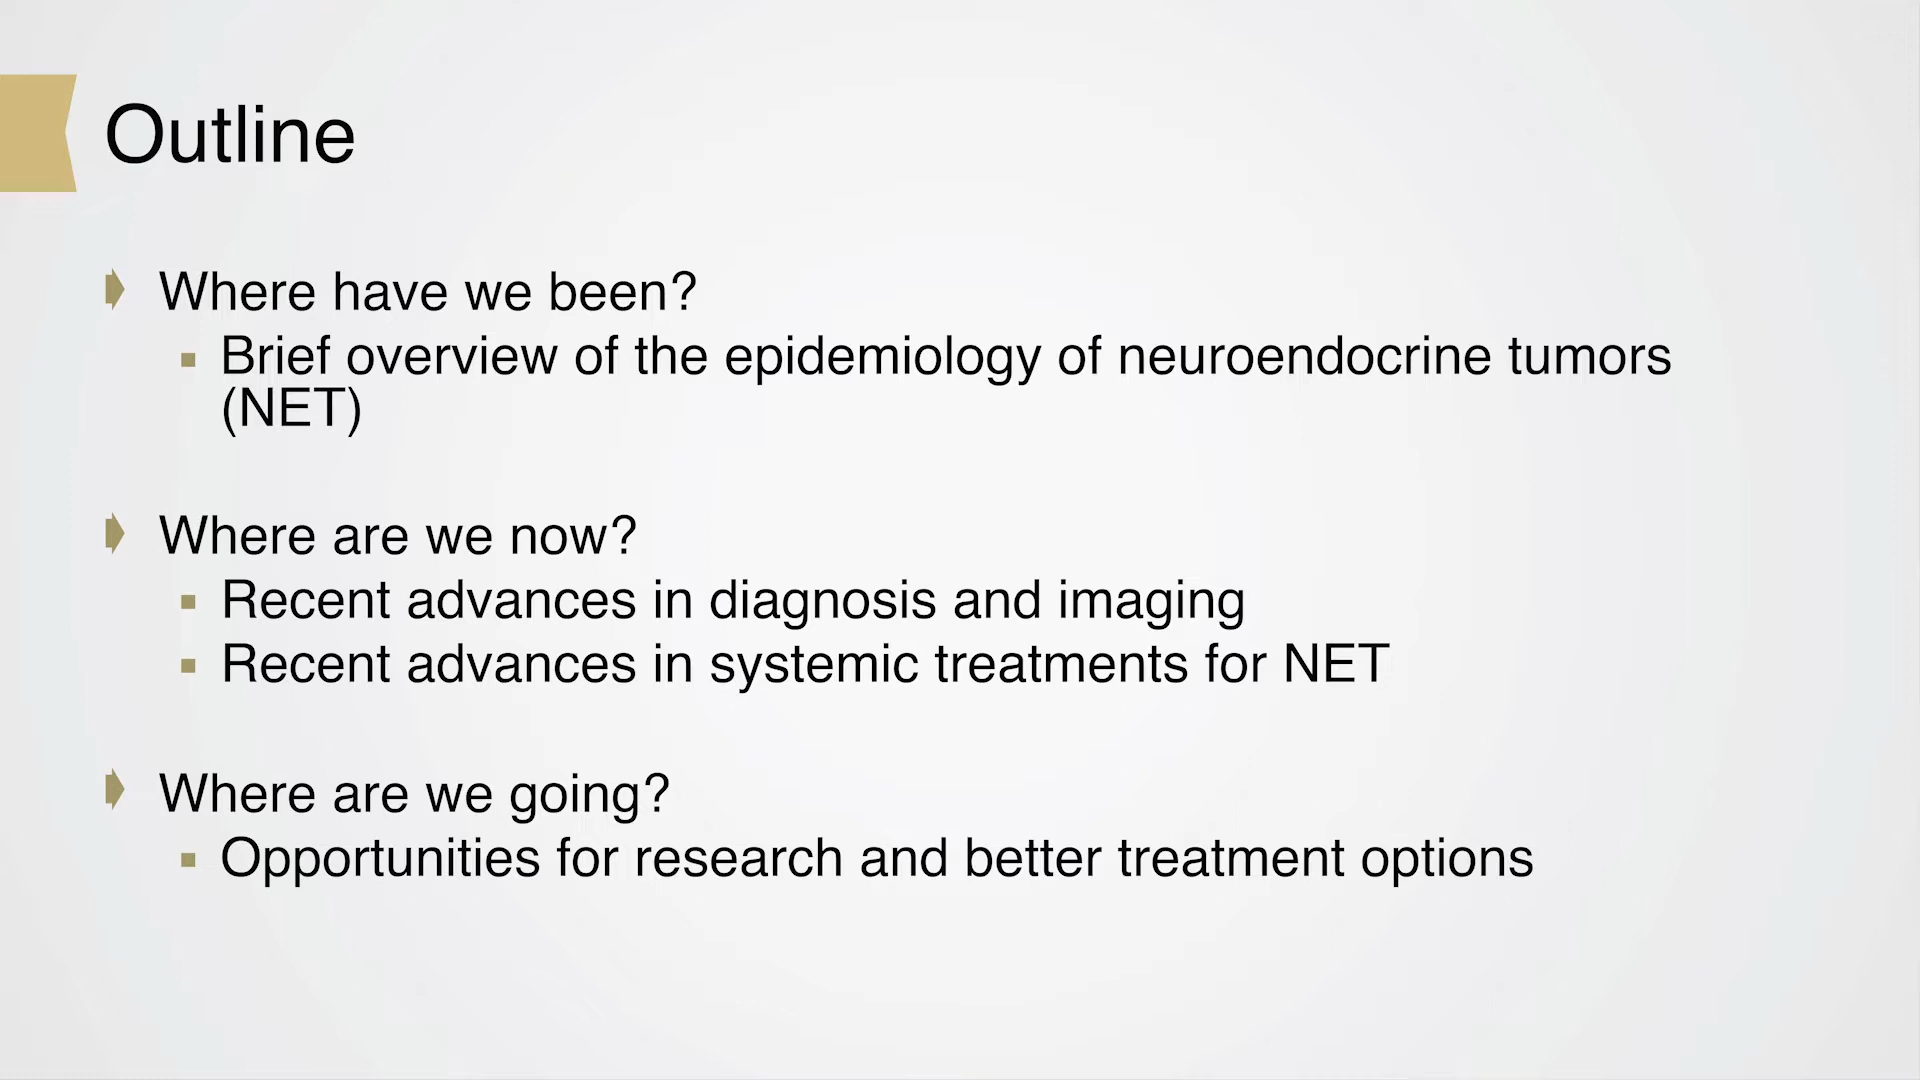 Outline
Where have we been?
Brief overview of the epidemiology of neuroendocrine tumors
(NET)
Where are we now?
Recent advances in diagnosis and imaging
Recent advances in systemic treatments for NET
Where are we going?
Opportunities for research and better treatment options